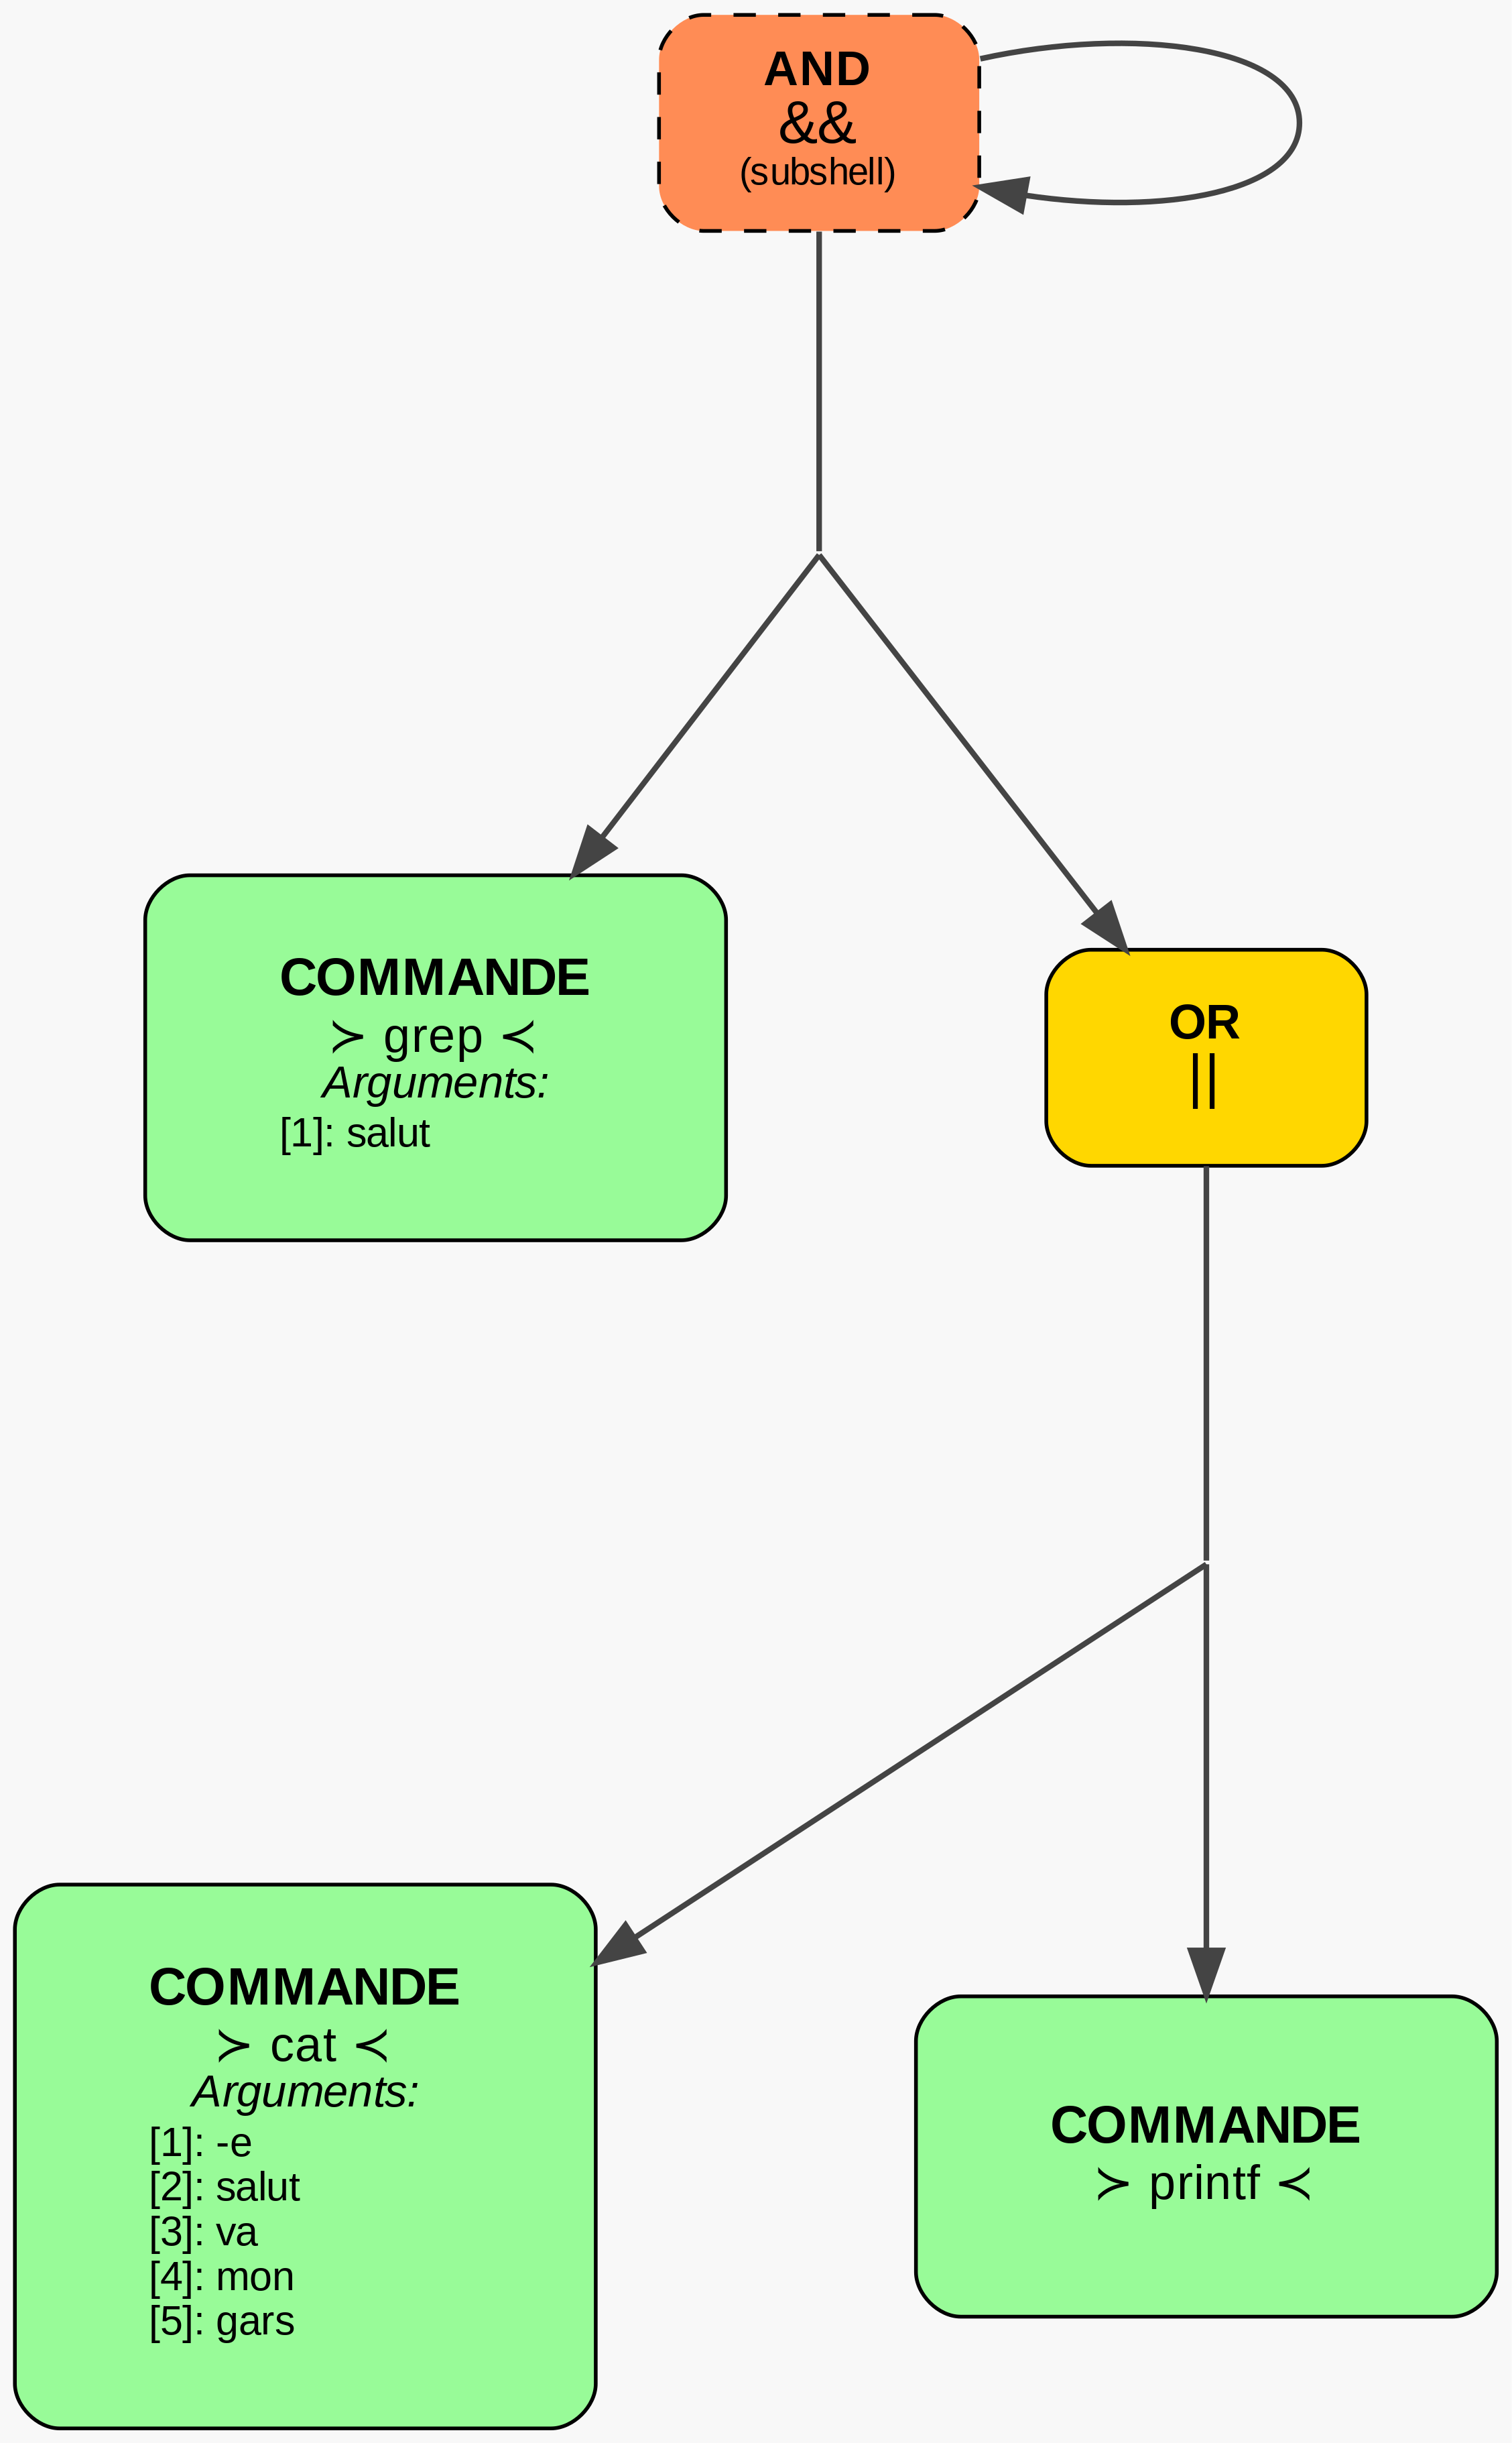 AND
&&
(subshell)
COMMANDE
≻ grep ≺
Arguments:
[1]: salut
OR
||
COMMANDE
≻ cat ≺
Arguments:
[1]: -e
[2]: salut
[3]: va
[4]: mon
[5]: gars
COMMANDE
≻ printf ≺